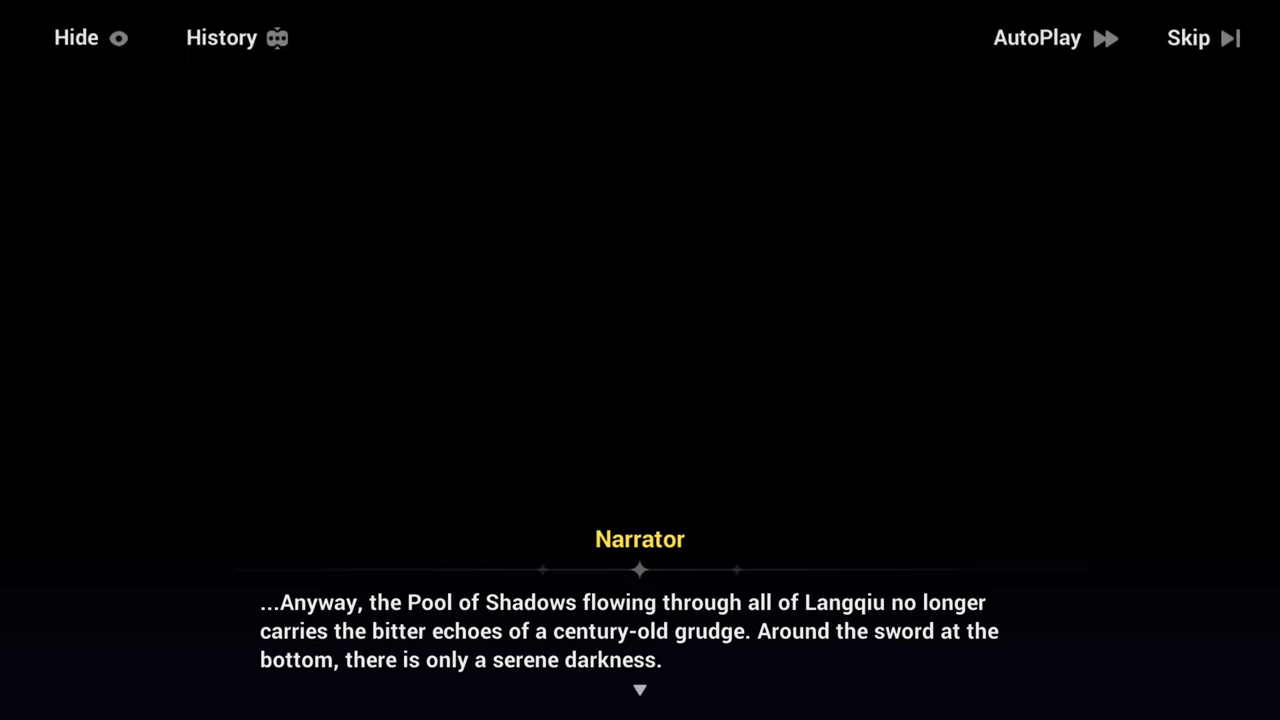 Hide
History
AutoPlay
Skip
Narrator
...Anyway, the Pool of Shadows flowing through all of Langqiu no longer
carries the bitter echoes of a century-old grudge. Around the sword at the
bottom, there is only a serene darkness.